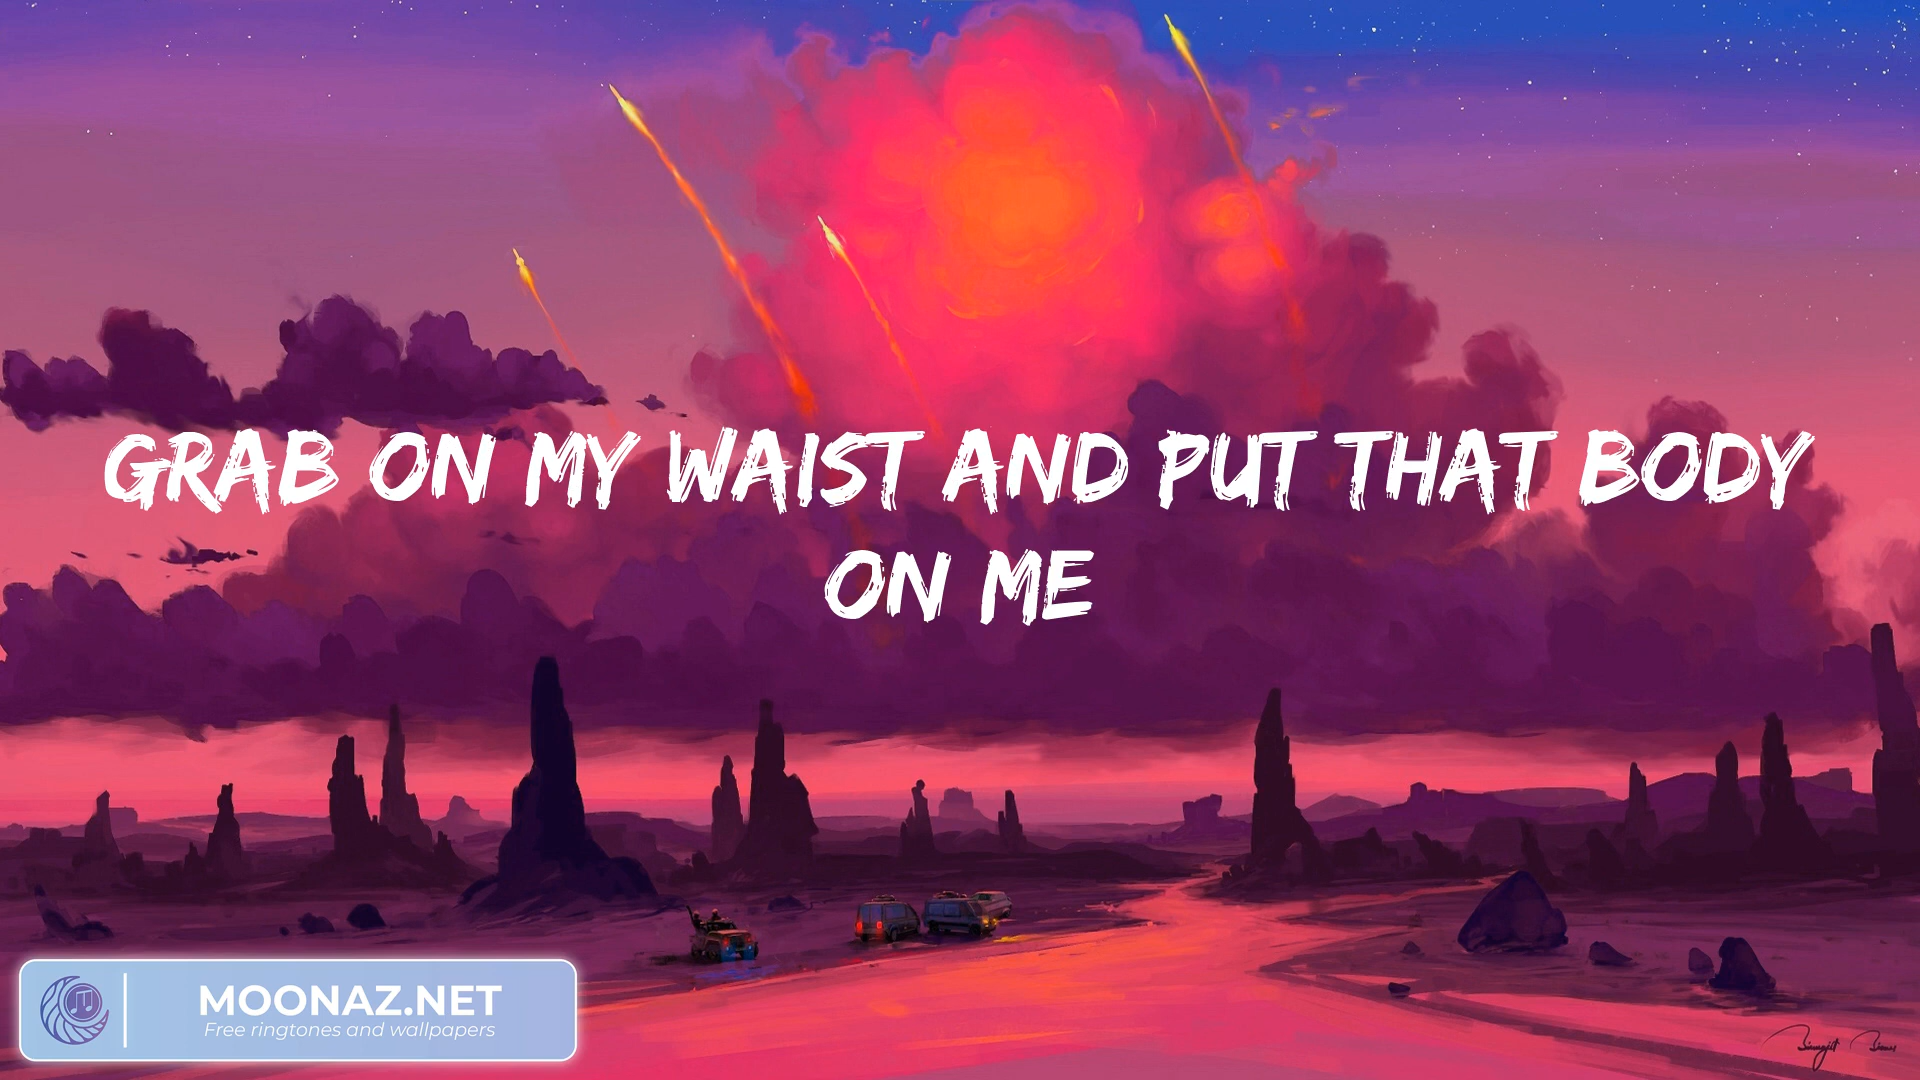 GRAB ON MY WAIST AND PUT THAT BODY
ON ME
MOONAZ.NET
Free ringtones and wallpapers